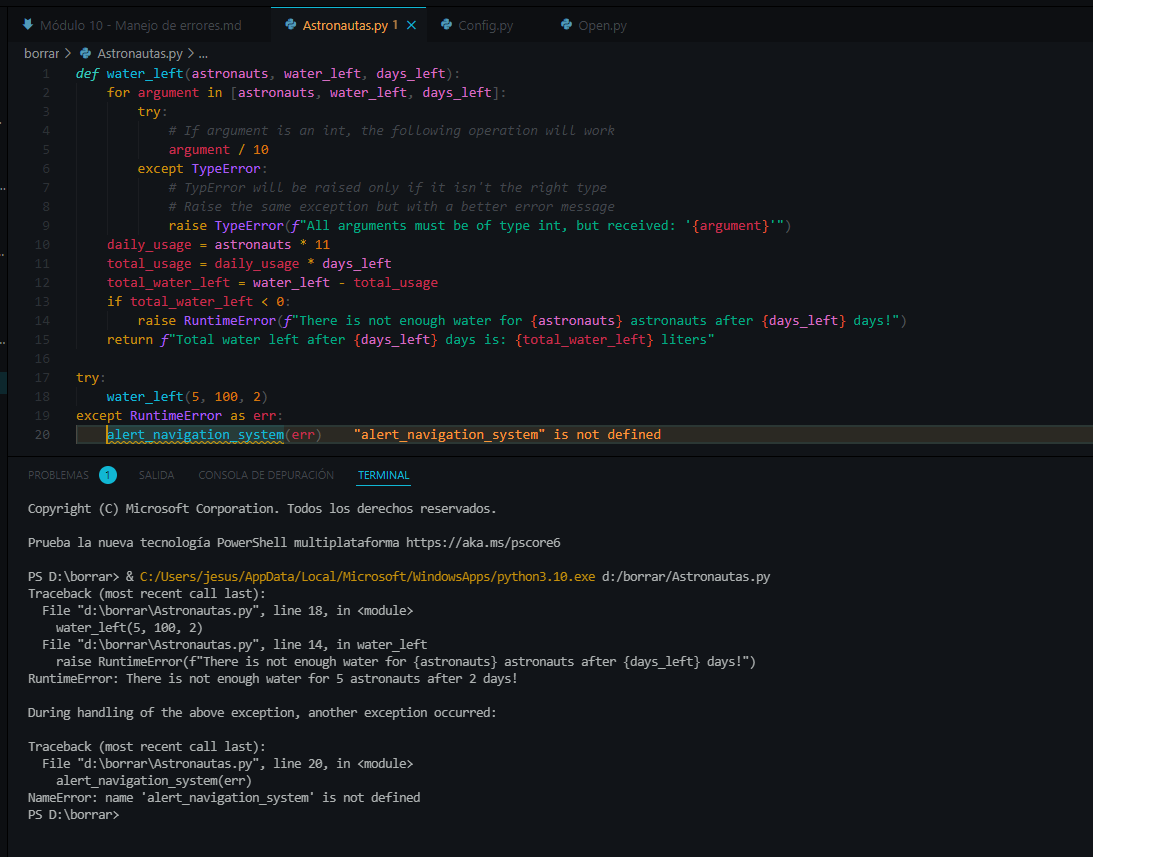 Módulo 10 - Manejo de errores.md
Astronautas.py 1
Config.py
Open.py
borrar > Astronautas.py > ...
1 def water_left(astronauts, water_left, days_left):
2 for argument in [astronauts, water_left, days_left]:
3 try:
4 # If argument is an int, the following operation will work
5 argument / 10
6 except TypeError:
7 # TypError will be raised only if it isn't the right type
8 # Raise the same exception but with a better error message
9 raise TypeError(f"All arguments must be of type int, but received: '{argument}'")
10 daily_usage = astronauts * 11
11 total_usage = daily_usage * days_left
12 total_water_left = water_left - total_usage
13 if total_water_left < 0:
14 raise RuntimeError(f"There is not enough water for {astronauts} astronauts after {days_left} days!")
15 return f"Total water left after {days_left} days is: {total_water_left} liters"
16
17 try:
18 water_left(5, 100, 2)
19 except RuntimeError as err:
20 alert_navigation_system(err) "alert_navigation_system" is not defined
PROBLEMAS 1 SALIDA CONSOLA DE DEPURACIÓN TERMINAL
Copyright (C) Microsoft Corporation. Todos los derechos reservados.
Prueba la nueva tecnología PowerShell multiplataforma https://aka.ms/pscore6
PS D:\borrar> & C:/Users/jesus/AppData/Local/Microsoft/WindowsApps/python3.10.exe d:/borrar/Astronautas.py
Traceback (most recent call last):
File "d:\borrar\Astronautas.py", line 18, in <module>
water_left(5, 100, 2)
File "d:\borrar\Astronautas.py", line 14, in water_left
raise RuntimeError(f"There is not enough water for {astronauts} astronauts after {days_left} days!")
RuntimeError: There is not enough water for 5 astronauts after 2 days!
During handling of the above exception, another exception occurred:
Traceback (most recent call last):
File "d:\borrar\Astronautas.py", line 20, in <module>
alert_navigation_system(err)
NameError: name 'alert_navigation_system' is not defined
PS D:\borrar>